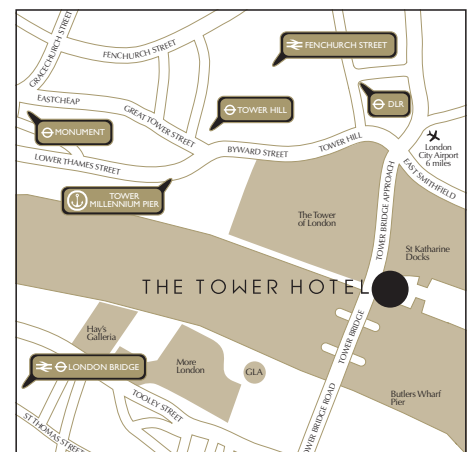 GRACECHURCH STREET
FENCHURCH STREET
FENCHURCH STREET
EASTCHEAP
GREAT TOWER STREET
TOWER HILL
DLR
MONUMENT
LOWER THAMES STREET
BYWARD STREET
TOWER HILL
London
City Airport
6 miles
EAST SMITHFIELD
TOWER
MILLENNIUM PIER
TOWER BRIDGE APPROACH
The Tower
of London
St Katharine
Docks
THE TOWER HOTEL
Hay's
Galleria
TOWER BRIDGE
More
London
GLA
LONDON BRIDGE
Butlers Wharf
Pier
TOOLEY STREET
ST THOMAS STREET
OWER BRIDGE ROAD